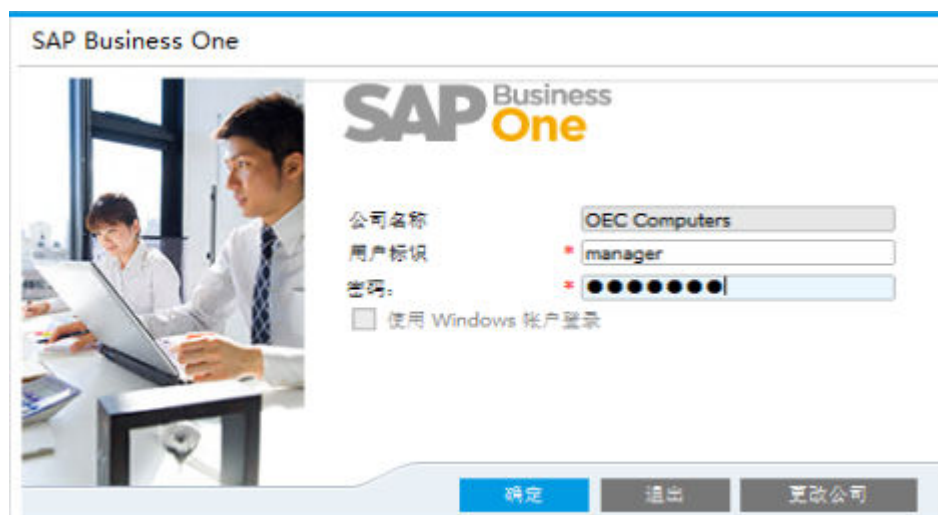 SAP Business One
SAP Business One
公司名称 OEC Computers
用户标识 * manager
密码: * ●●●●●●●
使用 Windows 帐户登录
确定 退出 更改公司